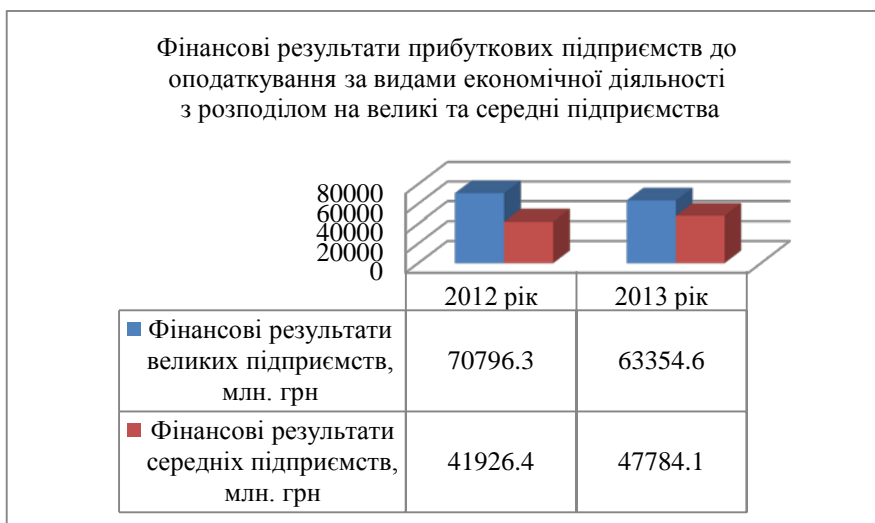 Фінансові результати прибуткових підприємств до
оподаткування за видами економічної діяльності
з розподілом на великі та середні підприємства
80000
60000
40000
20000
0
2012 рік 2013 рік
Фінансові результати
великих підприємств,
млн. грн
70796.3 63354.6
Фінансові результати
середніх підприємств,
млн. грн
41926.4 47784.1